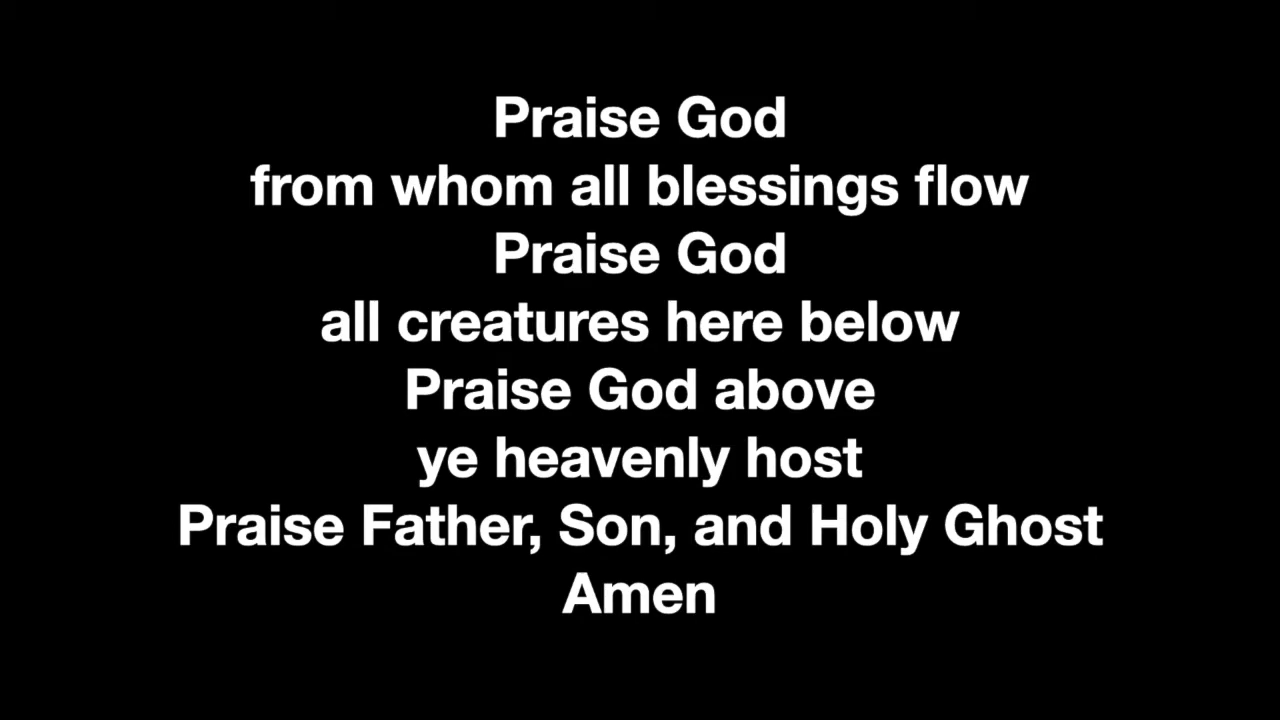 Praise God
from whom all blessings flow
Praise God
all creatures here below
Praise God above
ye heavenly host
Praise Father, Son, and Holy Ghost
Amen